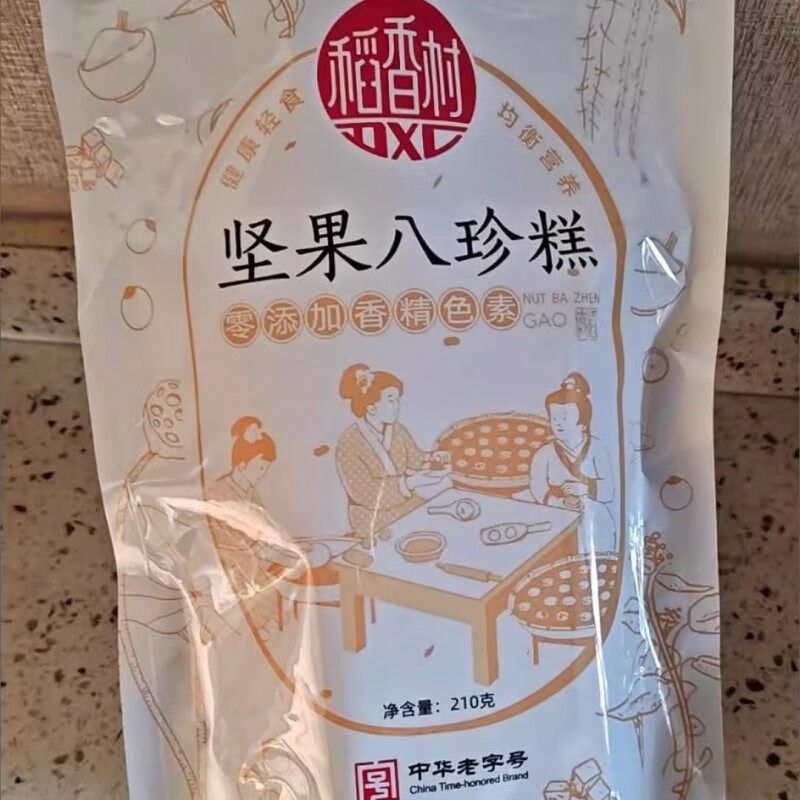 稻香村
DXC
健康轻食
均衡营养
坚果八珍糕
零添加香精色素
NUT BA ZHEN
GAO
净含量：210克
号
中华老字号
China Time-honored Brand